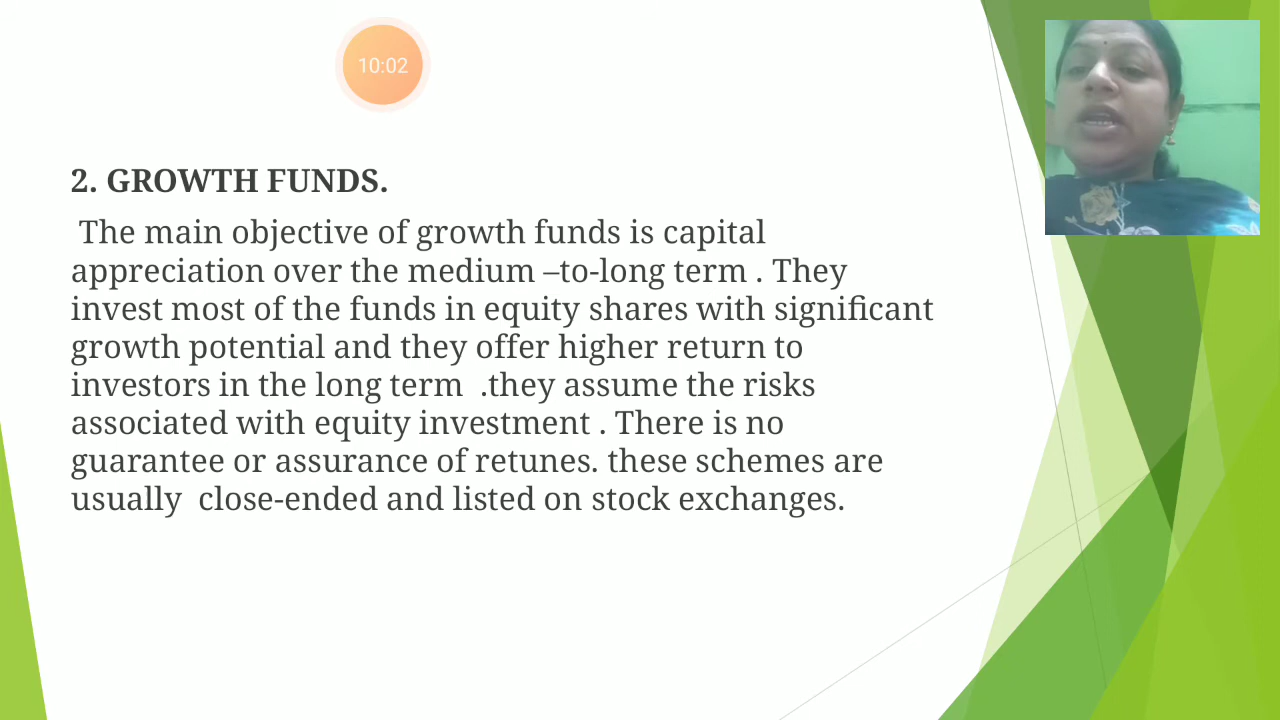 10:02
2. GROWTH FUNDS.
The main objective of growth funds is capital
appreciation over the medium –to-long term . They
invest most of the funds in equity shares with significant
growth potential and they offer higher return to
investors in the long term  .they assume the risks
associated with equity investment . There is no
guarantee or assurance of retunes. these schemes are
usually  close-ended and listed on stock exchanges.